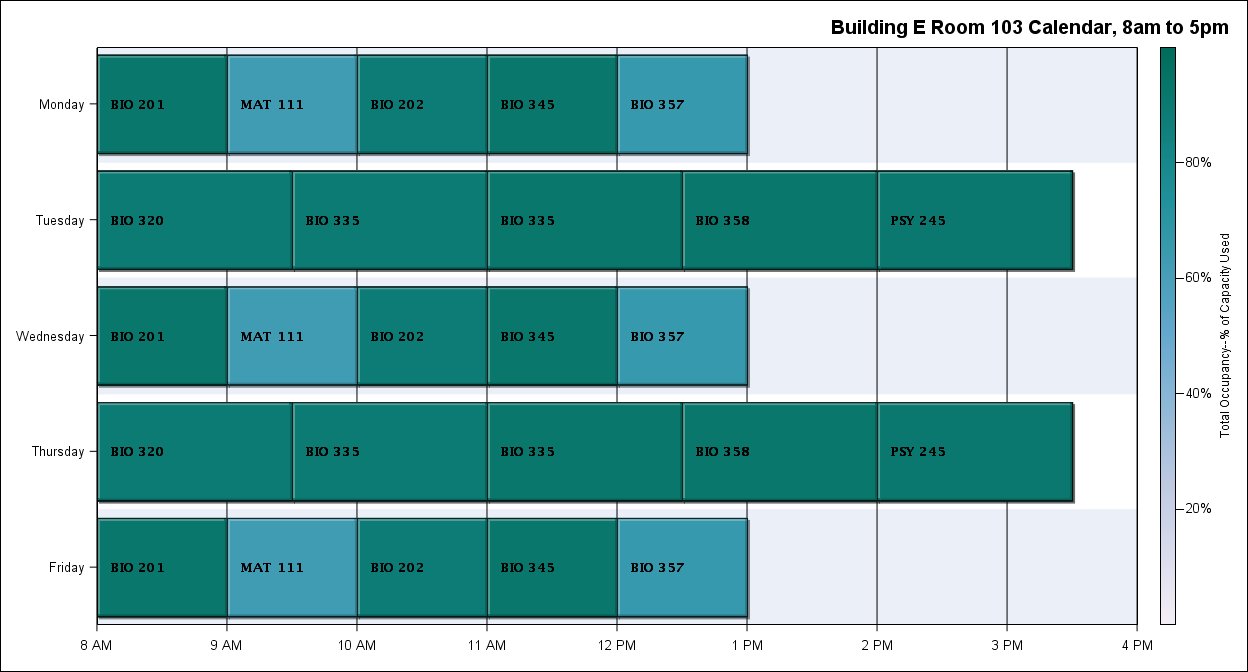 Building E Room 103 Calendar, 8am to 5pm
Monday
BIO 201
MAT 111
BIO 202
BIO 345
BIO 357
Tuesday
BIO 320
BIO 335
BIO 335
BIO 358
PSY 245
Wednesday
BIO 201
MAT 111
BIO 202
BIO 345
BIO 357
Thursday
BIO 320
BIO 335
BIO 335
BIO 358
PSY 245
Friday
BIO 201
MAT 111
BIO 202
BIO 345
BIO 357
8 AM
9 AM
10 AM
11 AM
12 PM
1 PM
2 PM
3 PM
4 PM
80%
60%
40%
20%
Total Occupancy--% of Capacity Used